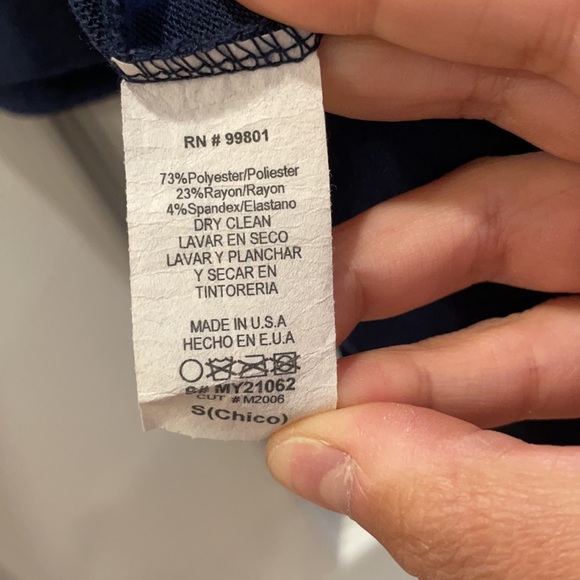 RN # 99801
73%Polyester/Poliester
23%Rayon/Rayon
4%Spandex/Elastano
DRY CLEAN
LAVAR EN SECO
LAVAR Y PLANCHAR
Y SECAR EN
TINTORERIA
MADE IN U.S.A
HECHO EN E.U.A
MY21062
CUT # M2006
S(Chico)